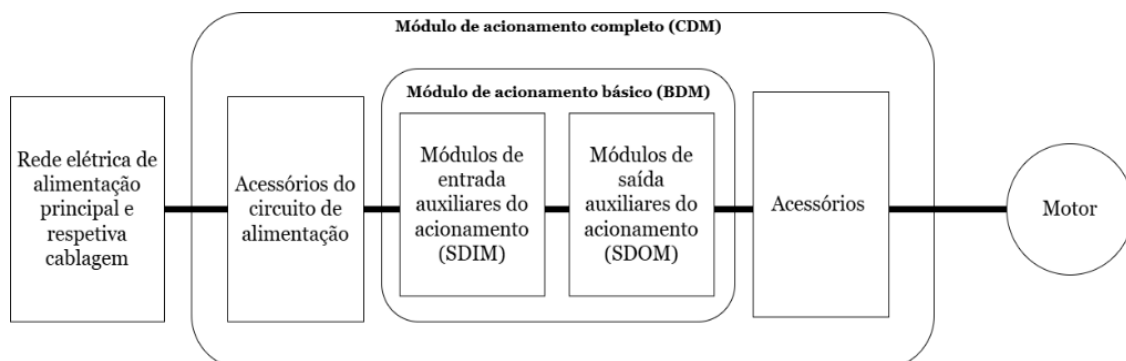 Módulo de acionamento completo (CDM)
Módulo de acionamento básico (BDM)
Rede elétrica de
alimentação
principal e
respetiva
cablagem
Acessórios do
circuito de
alimentação
Módulos de
entrada
auxiliares do
acionamento
(SDIM)
Módulos de
saída
auxiliares do
acionamento
(SDOM)
Acessórios
Motor